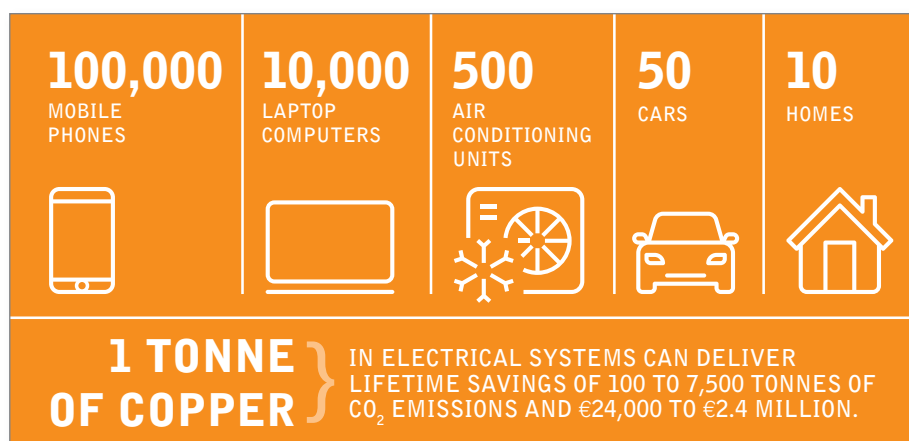 100,000
MOBILE
PHONES
10,000
LAPTOP
COMPUTERS
500
AIR
CONDITIONING
UNITS
50
CARS
10
HOMES
1 TONNE
OF COPPER
IN ELECTRICAL SYSTEMS CAN DELIVER
LIFETIME SAVINGS OF 100 TO 7,500 TONNES OF
CO₂ EMISSIONS AND €24,000 TO €2.4 MILLION.